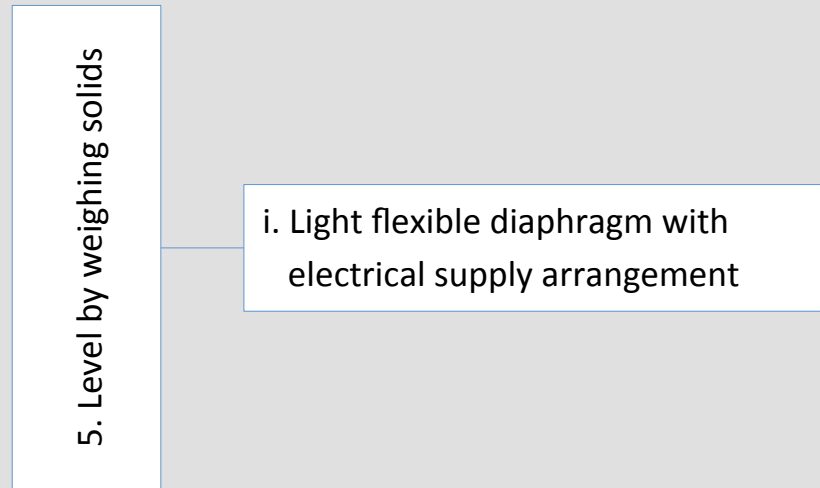 5. Level by weighing solids
i. Light flexible diaphragm with
electrical supply arrangement